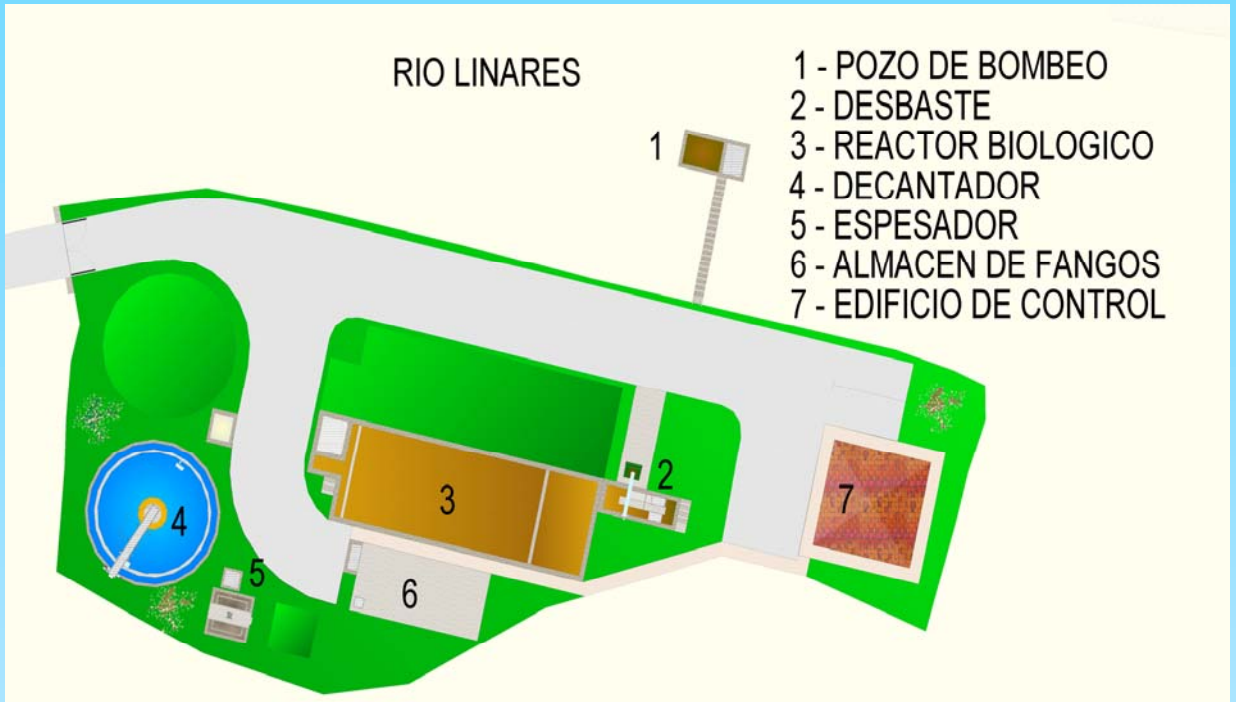 RIO LINARES
1 - POZO DE BOMBEO
2 - DESBASTE
3 - REACTOR BIOLOGICO
4 - DECANTADOR
5 - ESPESADOR
6 - ALMACEN DE FANGOS
7 - EDIFICIO DE CONTROL
1
2
3
7
4
5
6